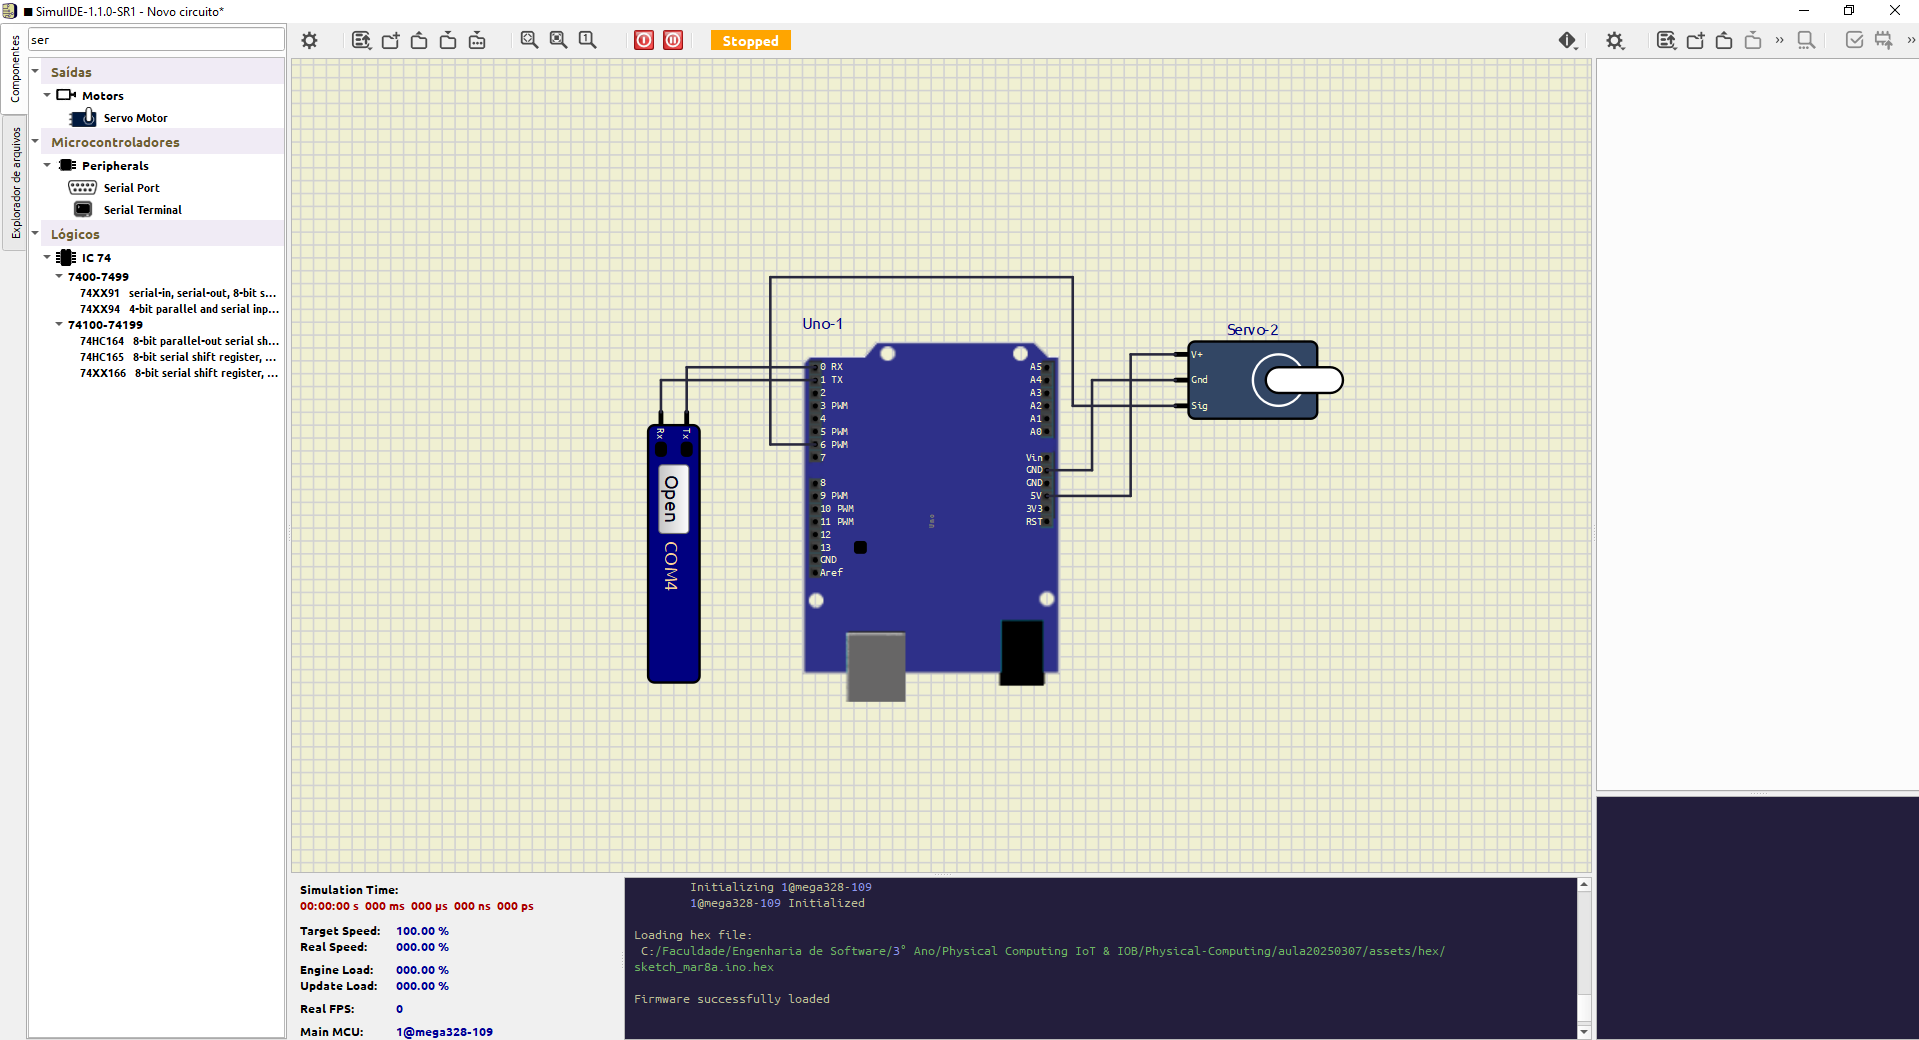 SimulIDE-1.1.0-SR1 - Novo circuito*
Componentes
Explorador de arquivos
ser
Saídas
Motors
Servo Motor
Microcontroladores
Peripherals
Serial Port
Serial Terminal
Lógicos
IC 74
7400-7499
74XX91 serial-in, serial-out, 8-bit s...
74XX94 4-bit parallel and serial inp...
74100-74199
74HC164 8-bit parallel-out serial sh...
74HC165 8-bit serial shift register, ...
74XX166 8-bit serial shift register, ...
1
Stopped
»
»
Uno-1
0 RX
1 TX
2
3 PWM
4
5 PWM
6 PWM
7
8
9 PWM
10 PWM
11 PWM
12
13
GND
Aref
A5
A4
A3
A2
A1
A0
Vin
GND
GND
5V
3V3
RST
Uno
Rx
Tx
Open
COM4
Servo-2
V+
Gnd
Sig
Simulation Time:
00:00:00 s 000 ms 000 µs 000 ns 000 ps
Target Speed: 100.00 %
Real Speed: 000.00 %
Engine Load: 000.00 %
Update Load: 000.00 %
Real FPS: 0
Main MCU: 1@mega328-109
Initializing 1@mega328-109
1@mega328-109 Initialized
Loading hex file:
C:/Faculdade/Engenharia de Software/3° Ano/Physical Computing IoT & IOB/Physical-Computing/aula20250307/assets/hex/
sketch_mar8a.ino.hex
Firmware successfully loaded